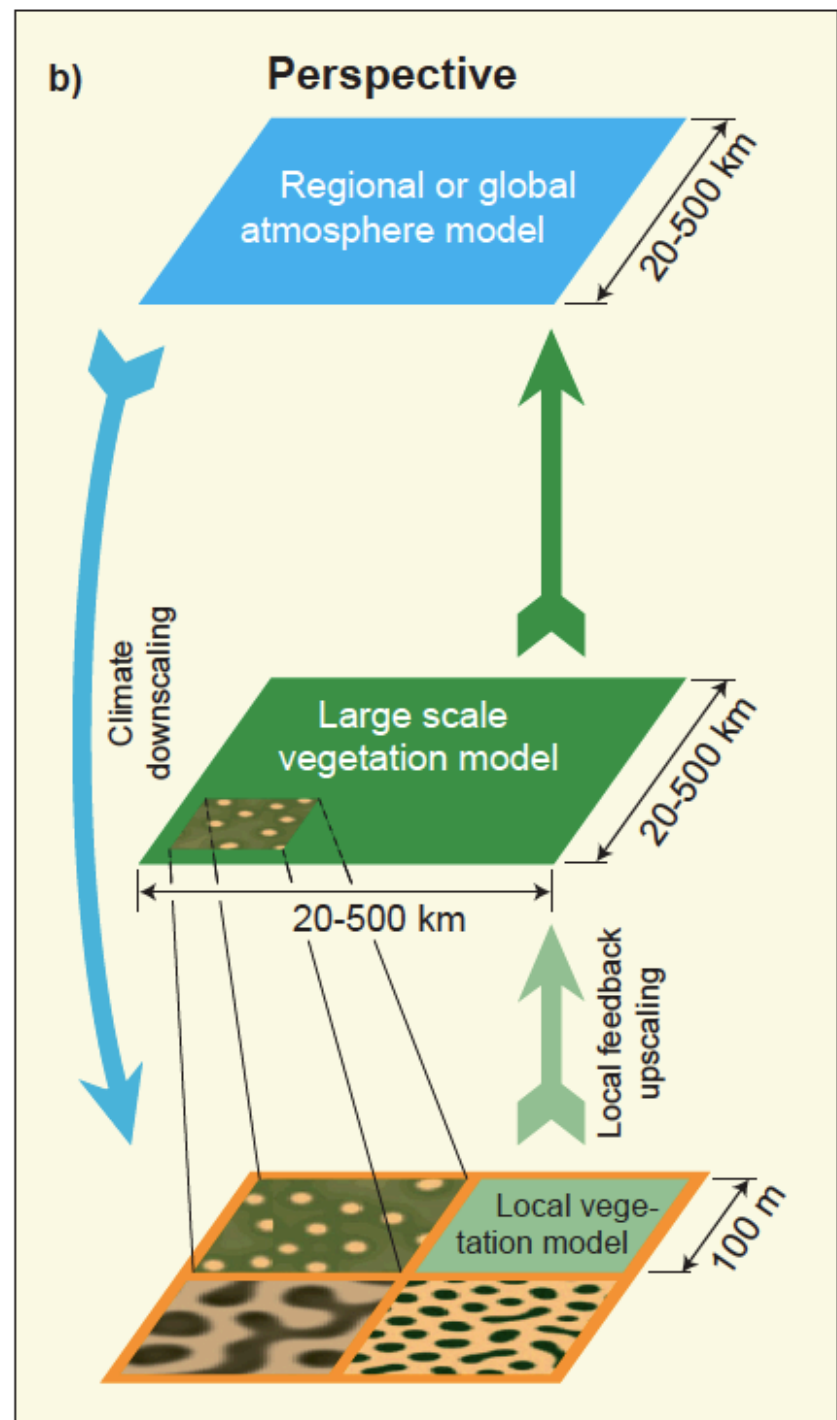 b)
Perspective
Regional or global
atmosphere model
20-500 km
Climate
downscaling
Large scale
vegetation model
20-500 km
20-500 km
Local feedback
upscaling
Local vege-
tation model
100 m